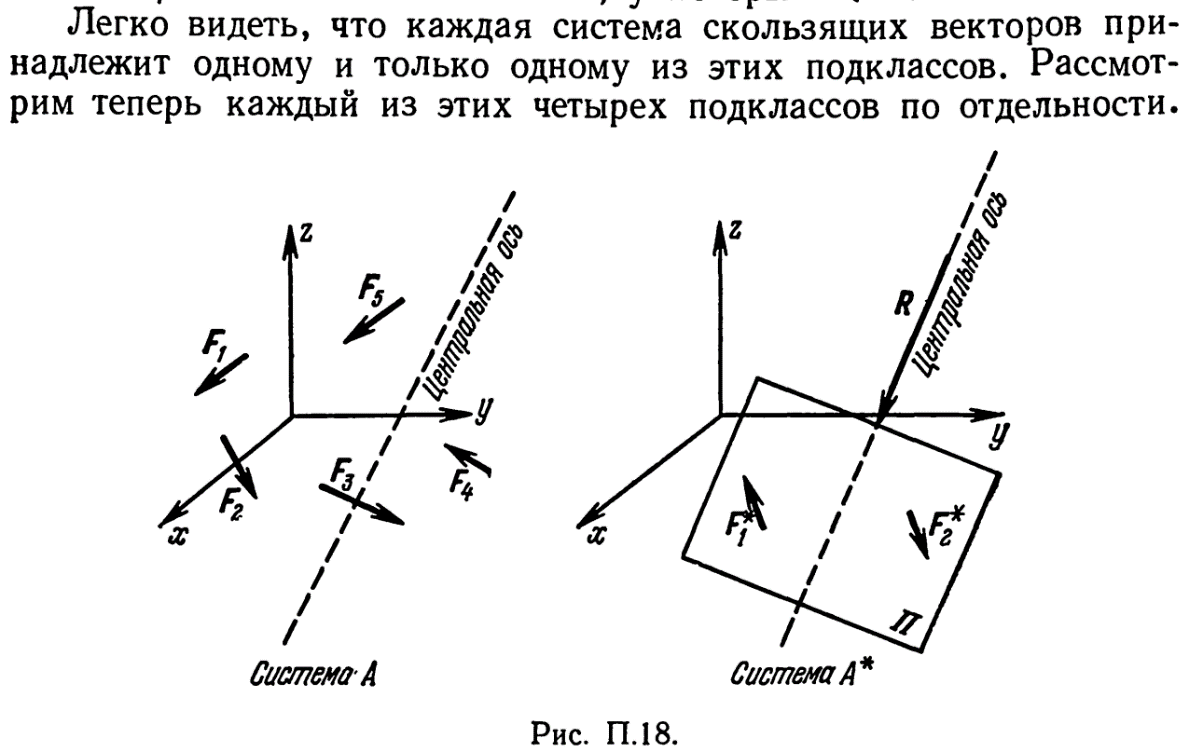 Легко видеть, что каждая система скользящих векторов при-
надлежит одному и только одному из этих подклассов. Рассмот-
рим теперь каждый из этих четырех подклассов по отдельности.
z
F₅
F₁
Центральная ось
y
F₂
F₃
F₄
x
Система А
z
R
Центральная ось
y
F₁*
F₂*
x
П
Система А*
Рис. П.18.